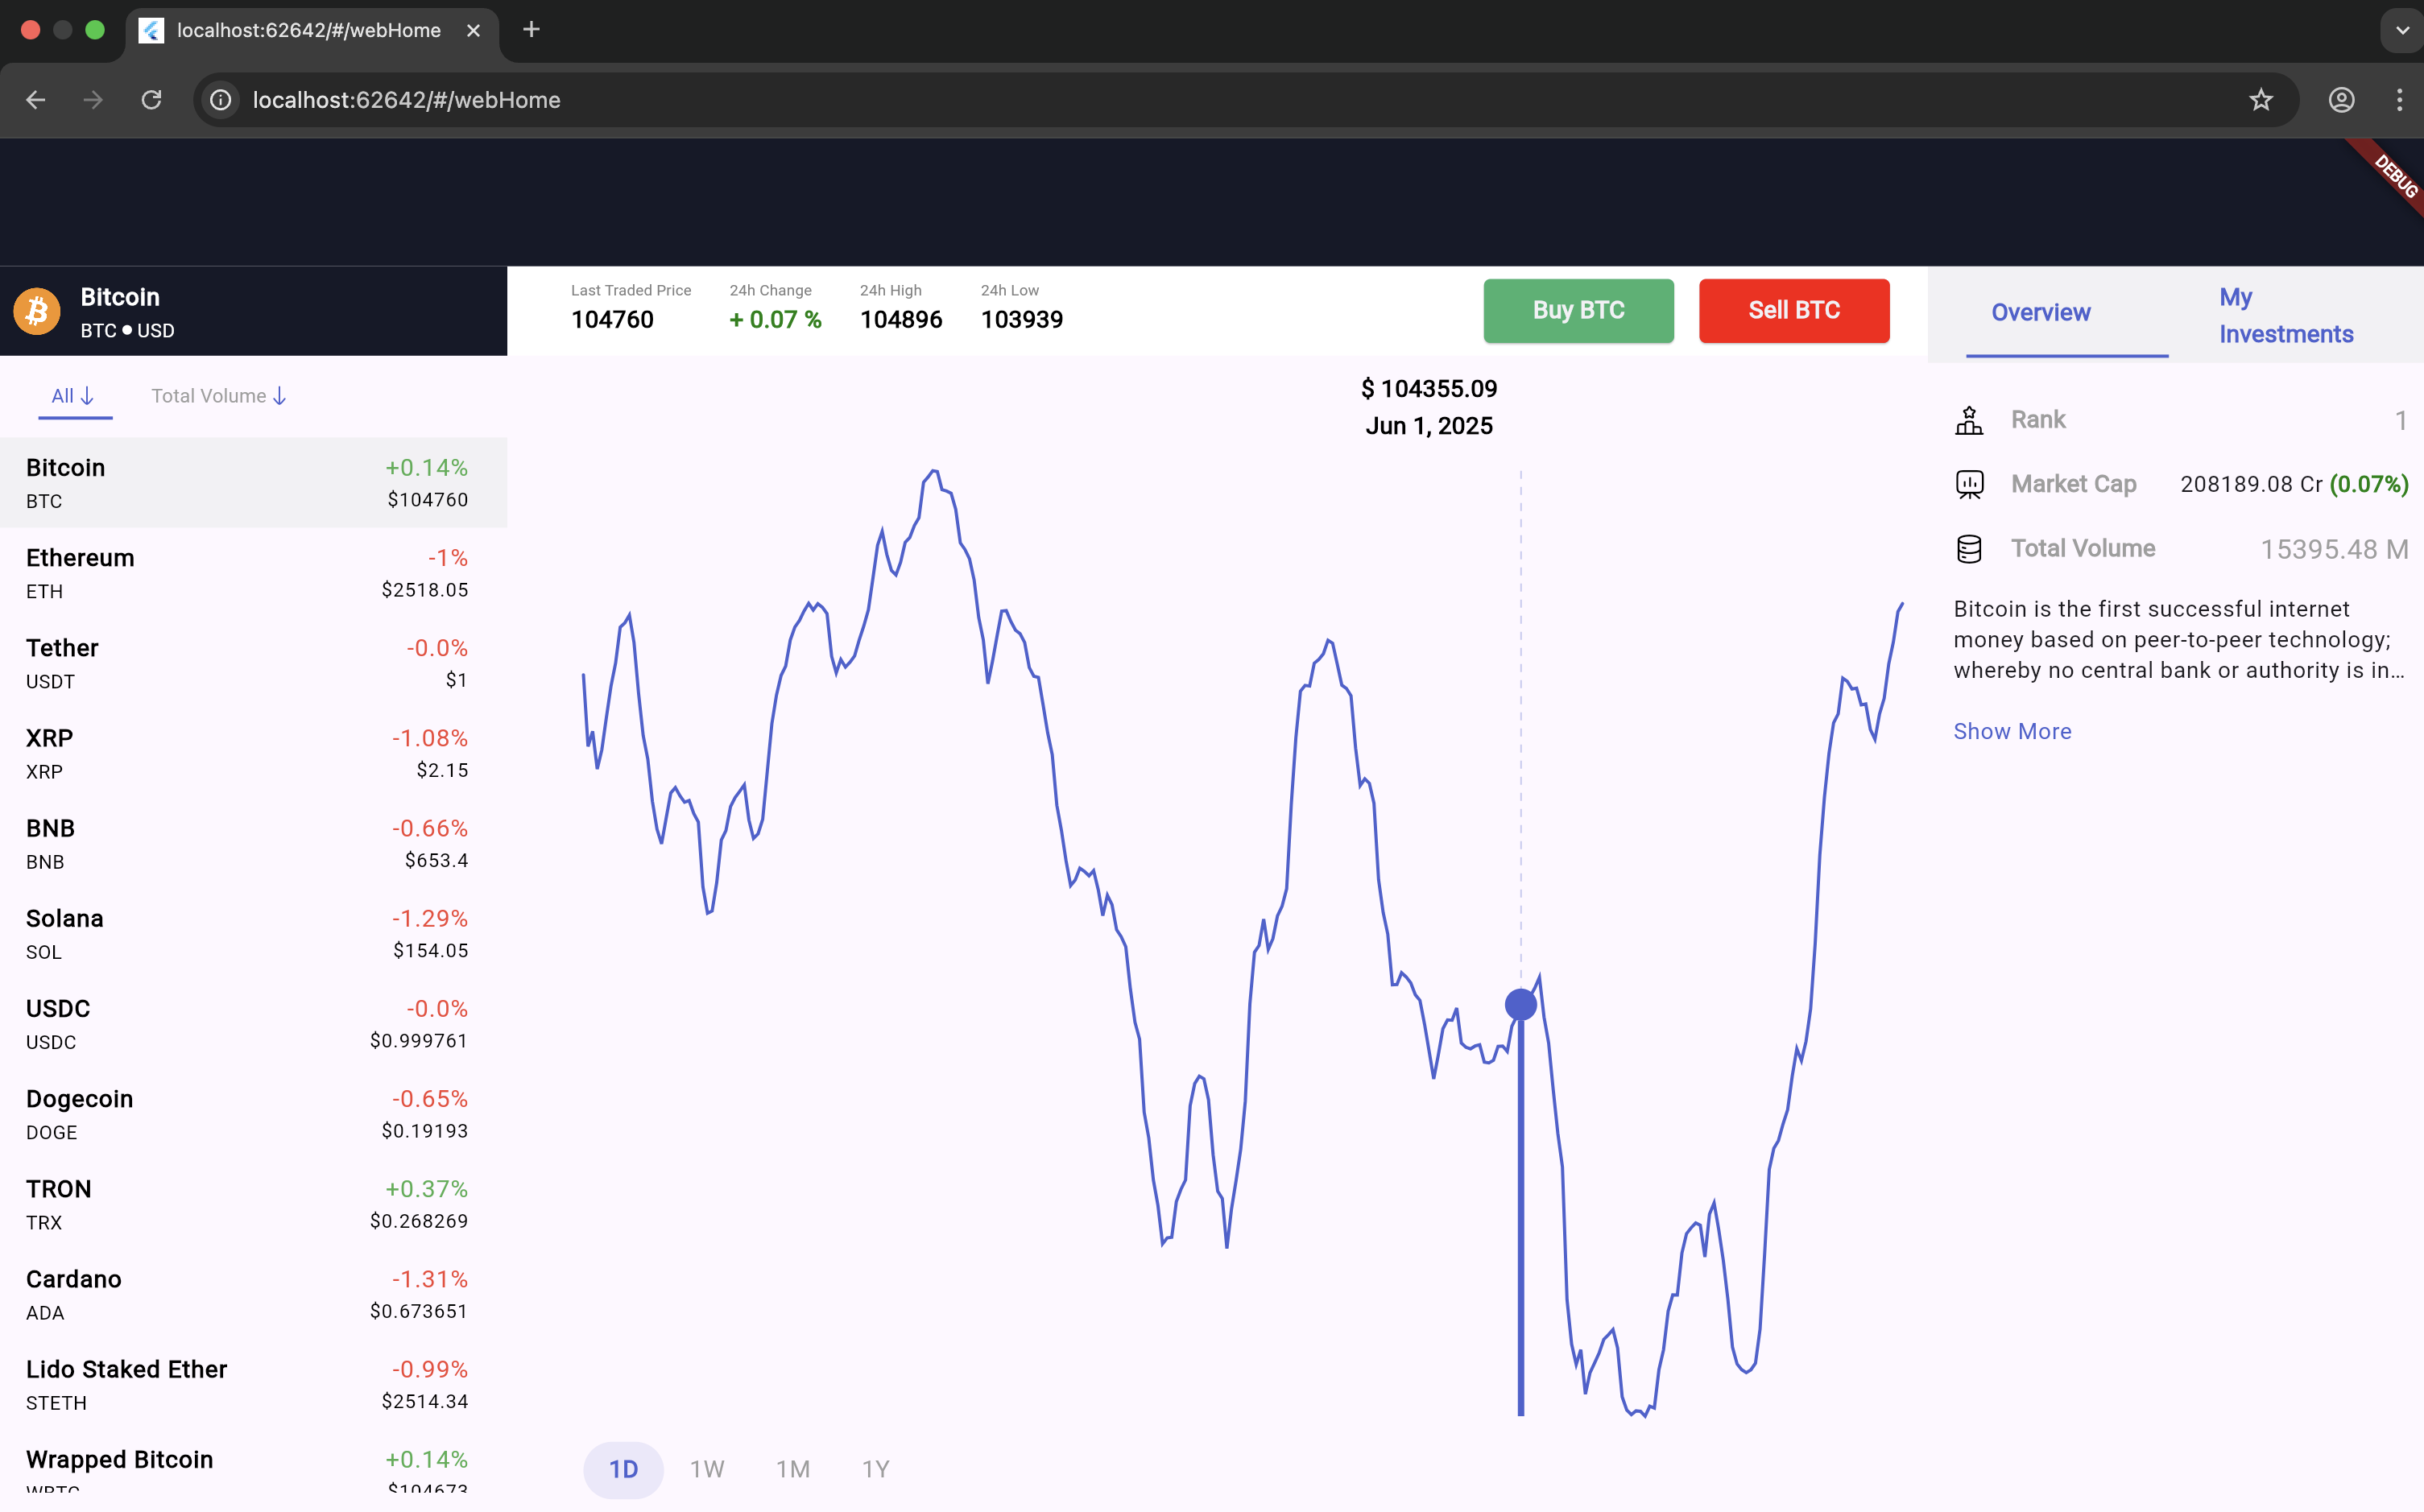 localhost:62642/#/webHome
localhost:62642/#/webHome
DEBUG
Bitcoin
BTC ● USD
Last Traded Price
104760
24h Change
+ 0.07 %
24h High
104896
24h Low
103939
Buy BTC
Sell BTC
Overview
My
Investments
All ↓
Total Volume ↓
Bitcoin +0.14%
BTC $104760
Ethereum -1%
ETH $2518.05
Tether -0.0%
USDT $1
XRP -1.08%
XRP $2.15
BNB -0.66%
BNB $653.4
Solana -1.29%
SOL $154.05
USDC -0.0%
USDC $0.999761
Dogecoin -0.65%
DOGE $0.19193
TRON +0.37%
TRX $0.268269
Cardano -1.31%
ADA $0.673651
Lido Staked Ether -0.99%
STETH $2514.34
Wrapped Bitcoin +0.14%
WBTC $104673
$ 104355.09
Jun 1, 2025
1D 1W 1M 1Y
Rank 1
Market Cap 208189.08 Cr (0.07%)
Total Volume 15395.48 M
Bitcoin is the first successful internet
money based on peer-to-peer technology;
whereby no central bank or authority is in...
Show More